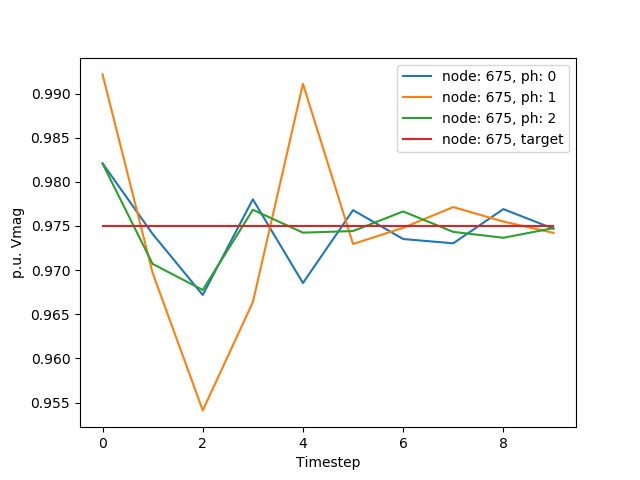 node: 675, ph: 0
node: 675, ph: 1
node: 675, ph: 2
node: 675, target
p.u. Vmag
0.990
0.985
0.980
0.975
0.970
0.965
0.960
0.955
0 2 4 6 8
Timestep